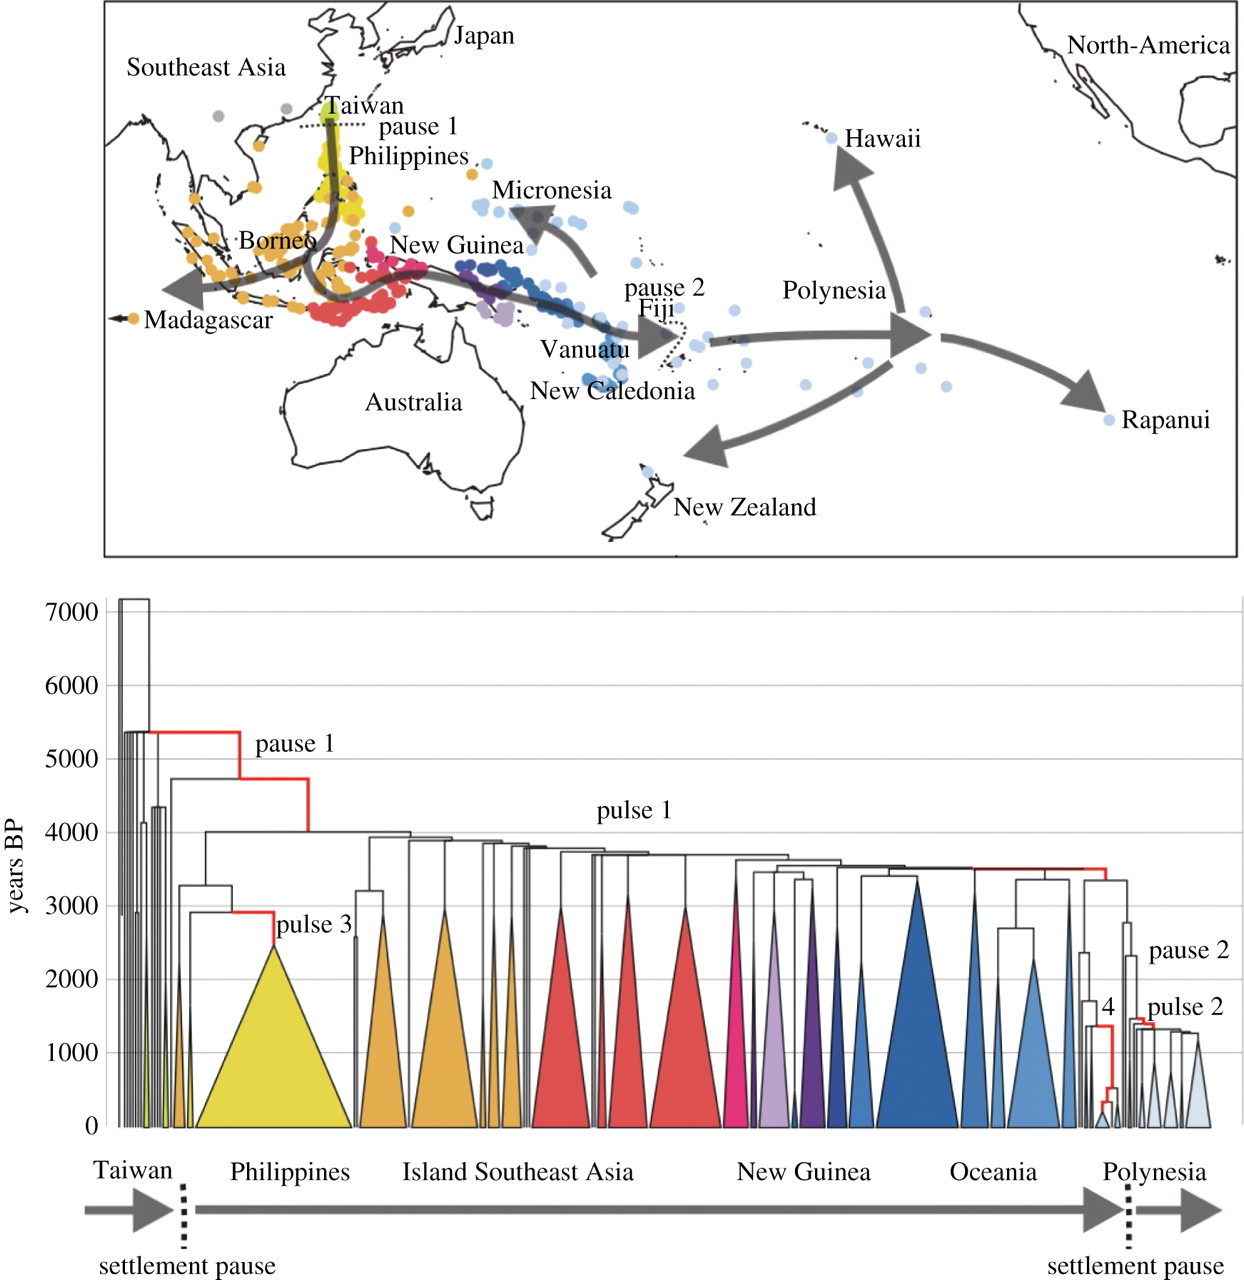 Japan
North-America
Southeast Asia
Taiwan
pause 1
Hawaii
Philippines
Micronesia
Borneo
New Guinea
pause 2
Polynesia
Fiji
Madagascar
Vanuatu
New Caledonia
Australia
Rapanui
New Zealand
7000
6000
5000
4000
3000
2000
1000
0
years BP
pause 1
pulse 1
pulse 3
pause 2
4
pulse 2
Taiwan
Philippines
Island Southeast Asia
New Guinea
Oceania
Polynesia
settlement pause
settlement pause